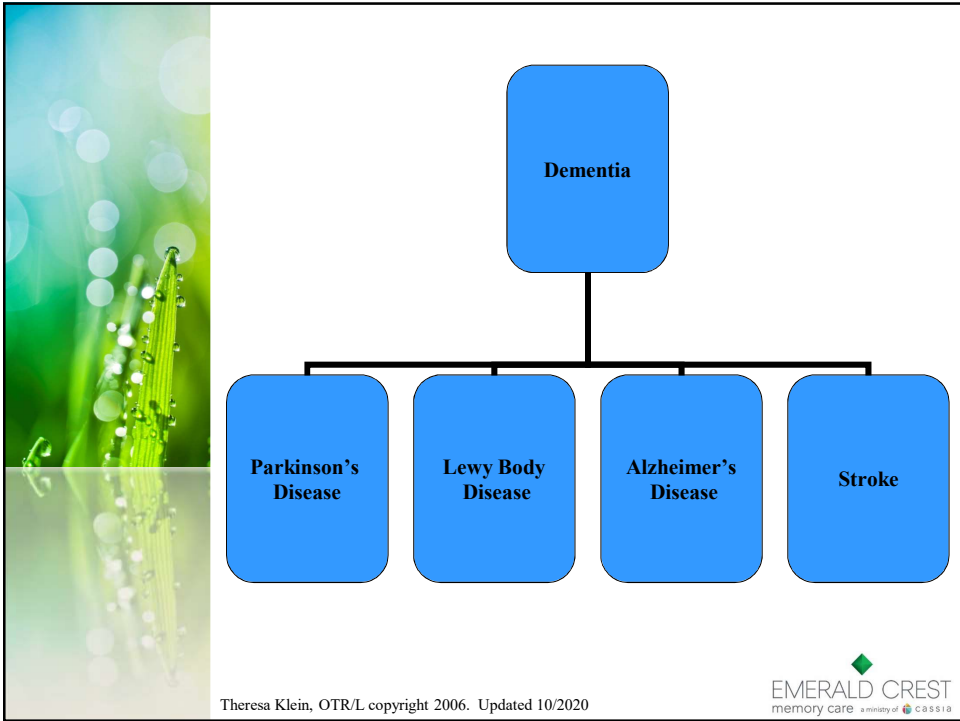 Dementia
Parkinson's
Disease
Lewy Body
Disease
Alzheimer's
Disease
Stroke
Theresa Klein, OTR/L copyright 2006.  Updated 10/2020
EMERALD CREST
memory care a ministry of cassia